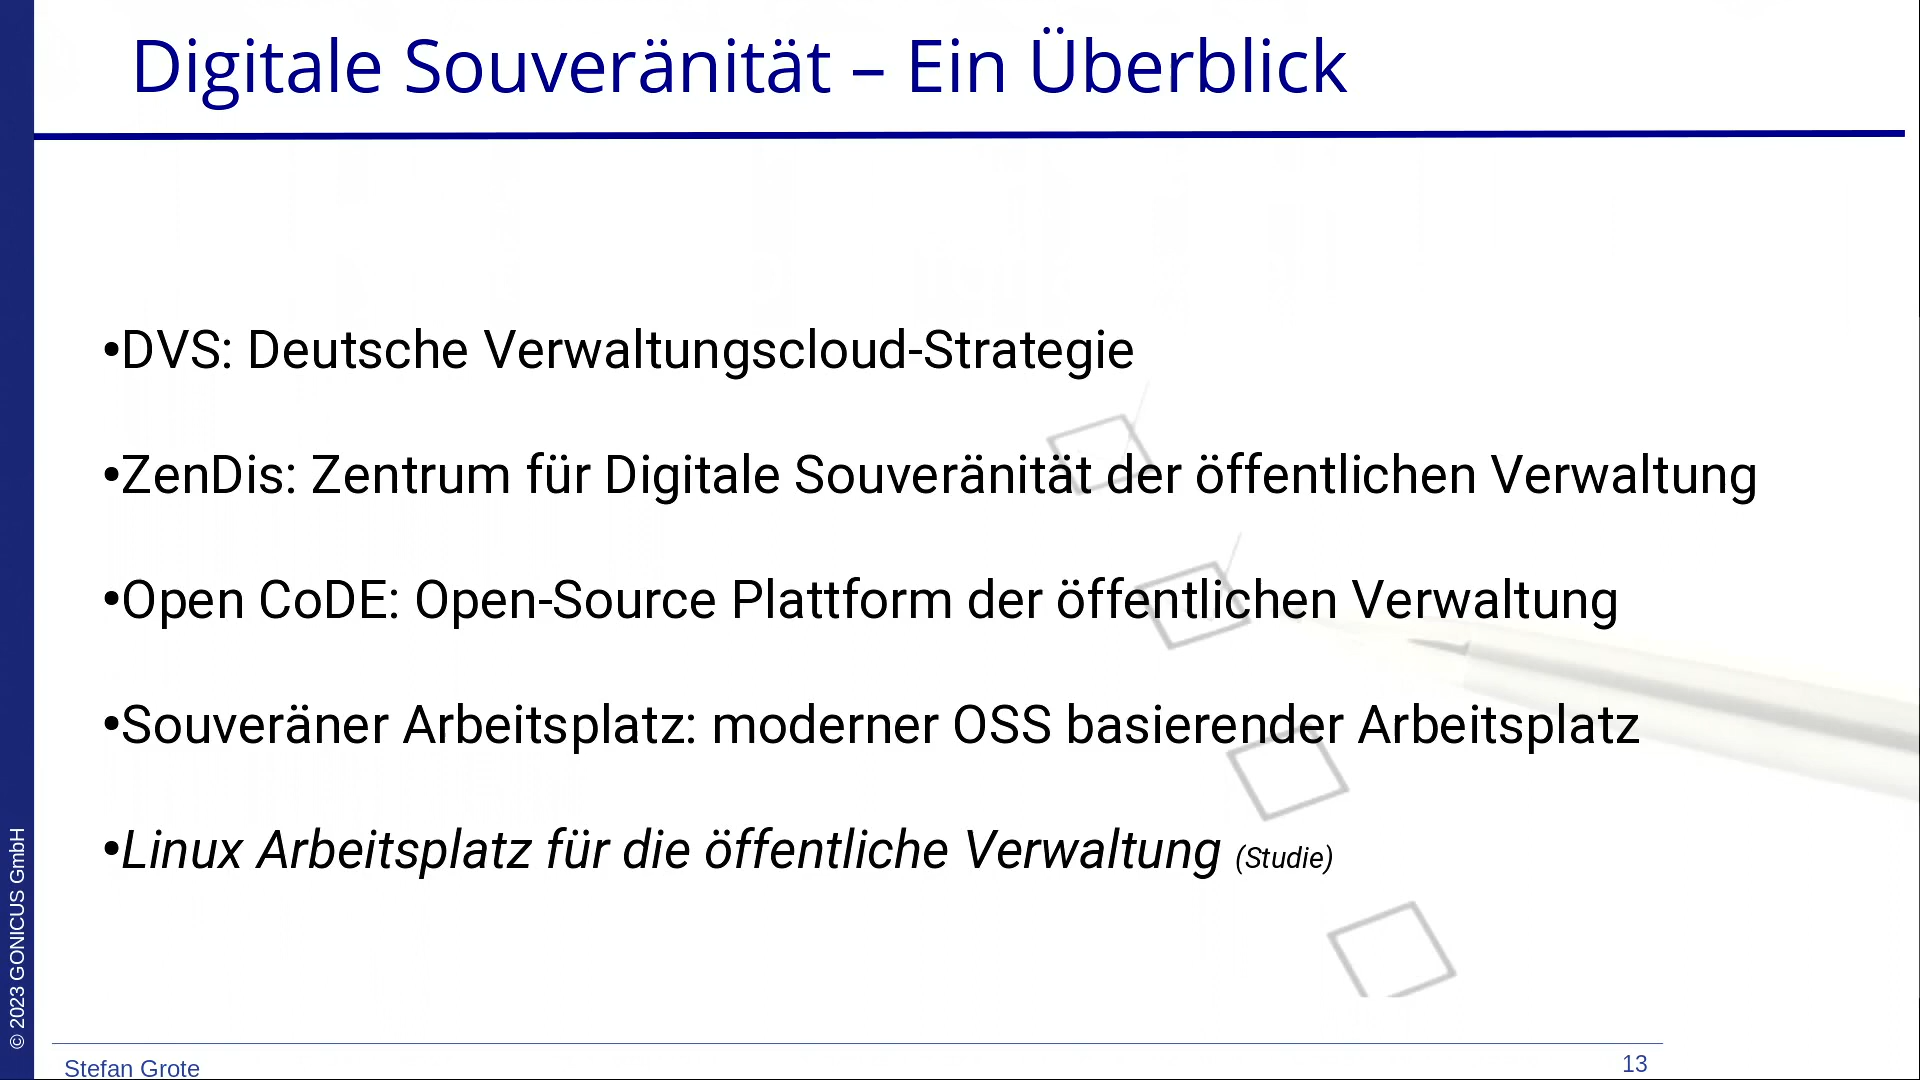 Digitale Souveränität – Ein Überblick
•DVS: Deutsche Verwaltungscloud-Strategie
•ZenDis: Zentrum für Digitale Souveränität der öffentlichen Verwaltung
•Open CoDE: Open-Source Plattform der öffentlichen Verwaltung
•Souveräner Arbeitsplatz: moderner OSS basierender Arbeitsplatz
•Linux Arbeitsplatz für die öffentliche Verwaltung (Studie)
© 2023 GONICUS GmbH
Stefan Grote
13